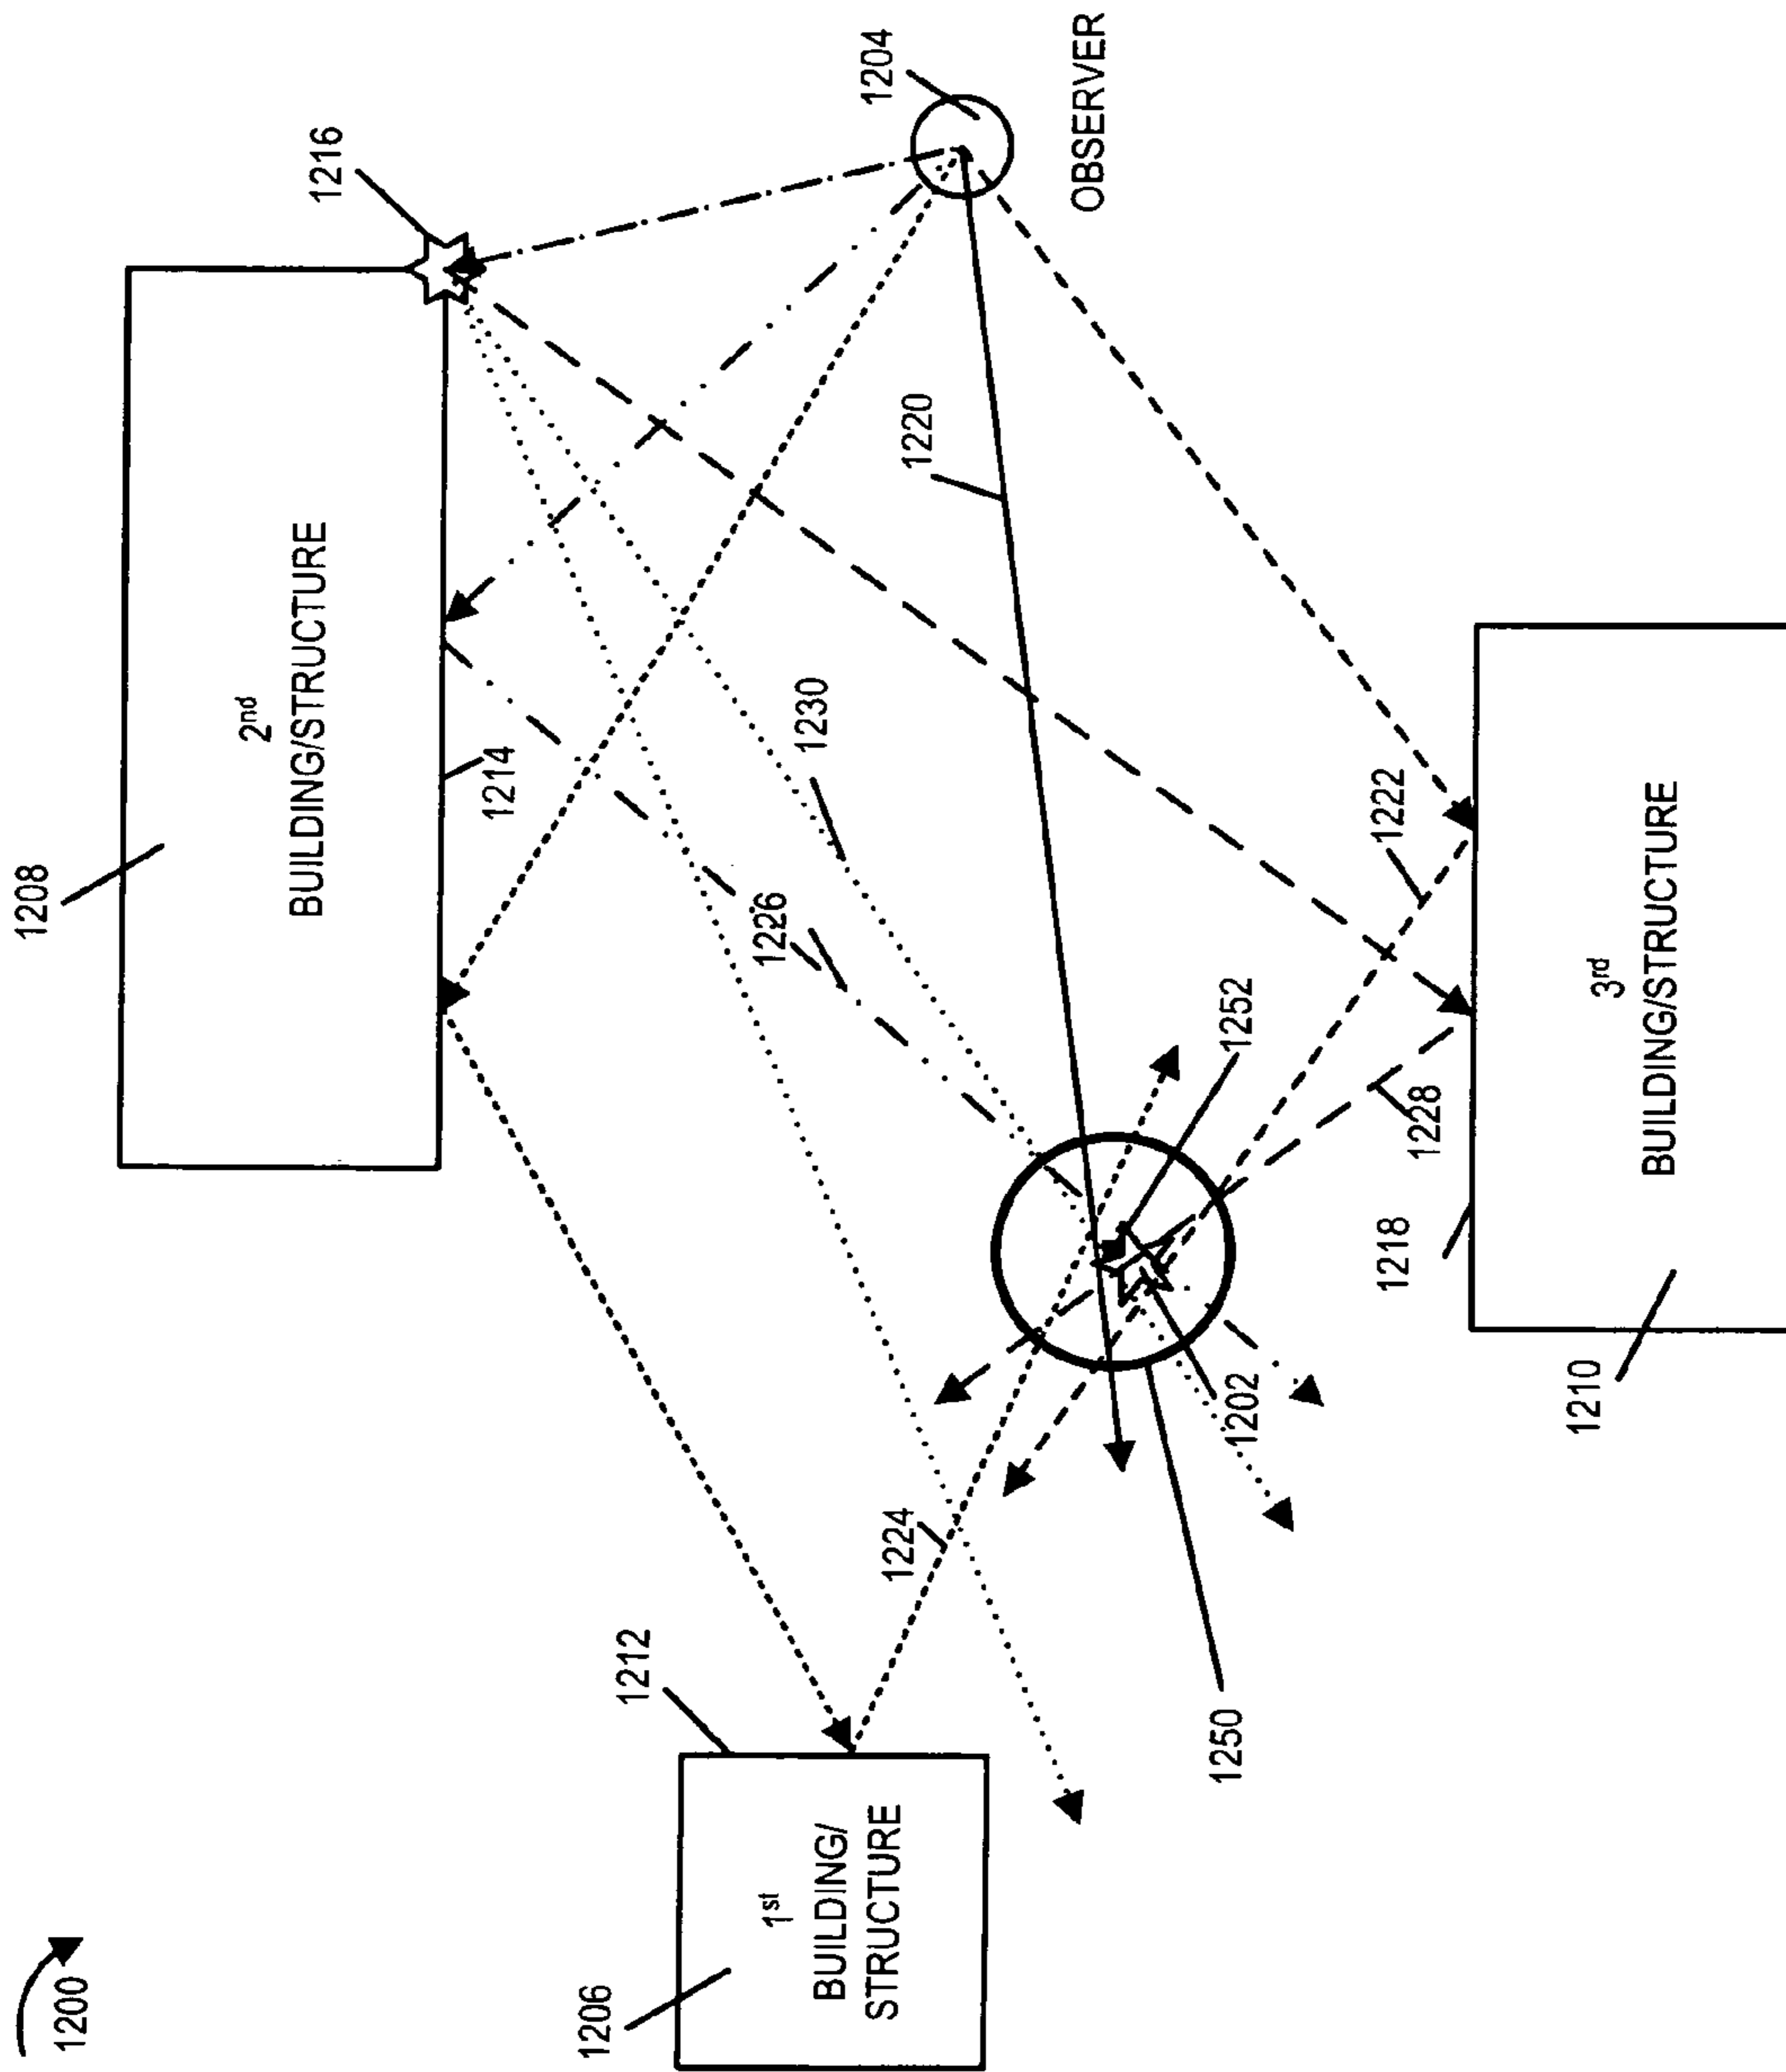 1200
1206
1st
BUILDING/
STRUCTURE
1212
1208
2nd
BUILDING/STRUCTURE
1214
1216
1204
OBSERVER
1220
1230
1226
1224
1222
1252
1228
1202
1250
1218
1210
3rd
BUILDING/STRUCTURE